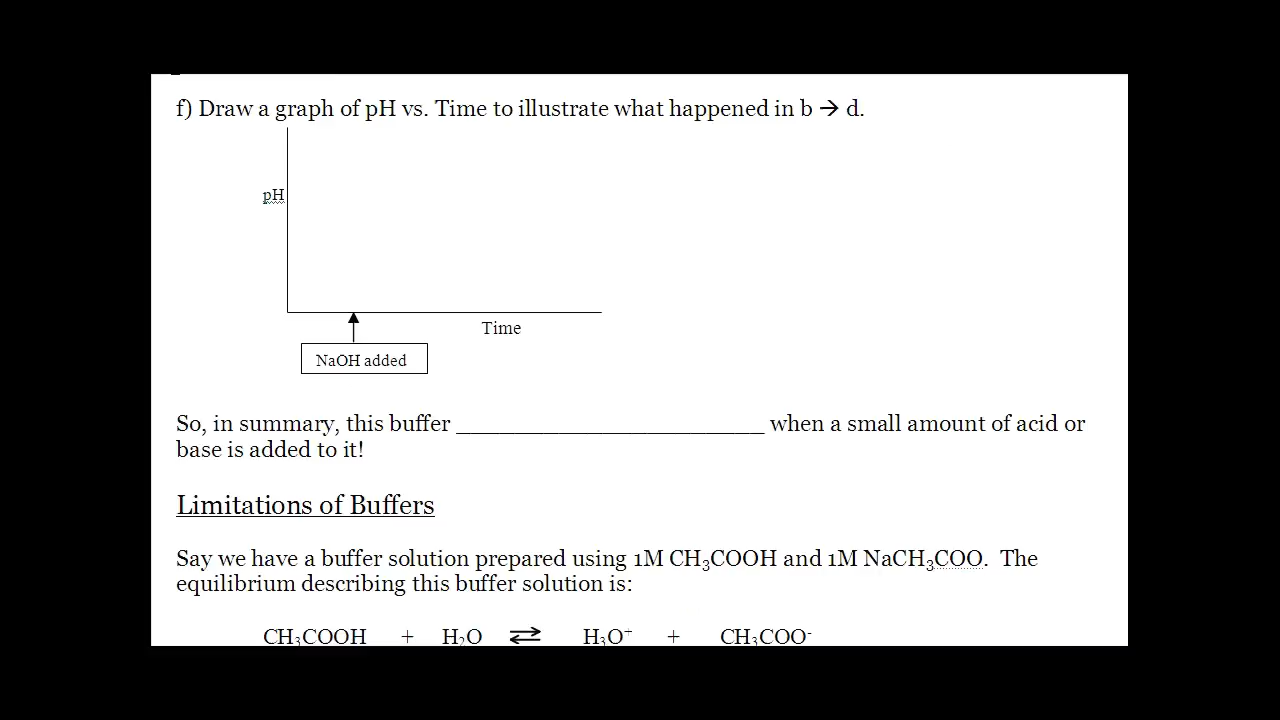 f) Draw a graph of pH vs. Time to illustrate what happened in b → d.
pH
Time
NaOH added
So, in summary, this buffer ____________________________ when a small amount of acid or
base is added to it!
Limitations of Buffers
Say we have a buffer solution prepared using 1M CH₃COOH and 1M NaCH₃COO. The
equilibrium describing this buffer solution is:
CH₃COOH + H₂O ⇄ H₃O⁺ + CH₃COO⁻